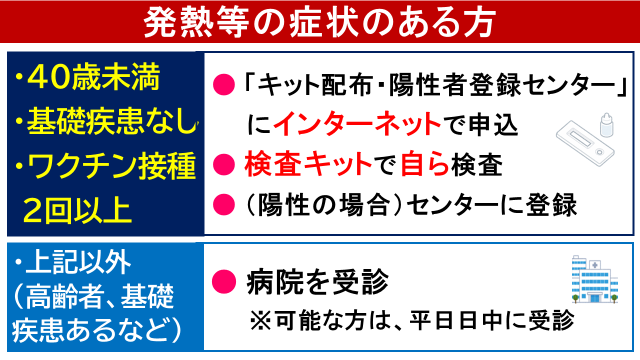 発熱等の症状のある方
・40歳未満
・基礎疾患なし
・ワクチン接種
２回以上
●「キット配布・陽性者登録センター」
にインターネットで申込
●検査キットで自ら検査
●（陽性の場合）センターに登録
・上記以外
（高齢者、基礎
疾患あるなど）
●病院を受診
※可能な方は、平日日中に受診